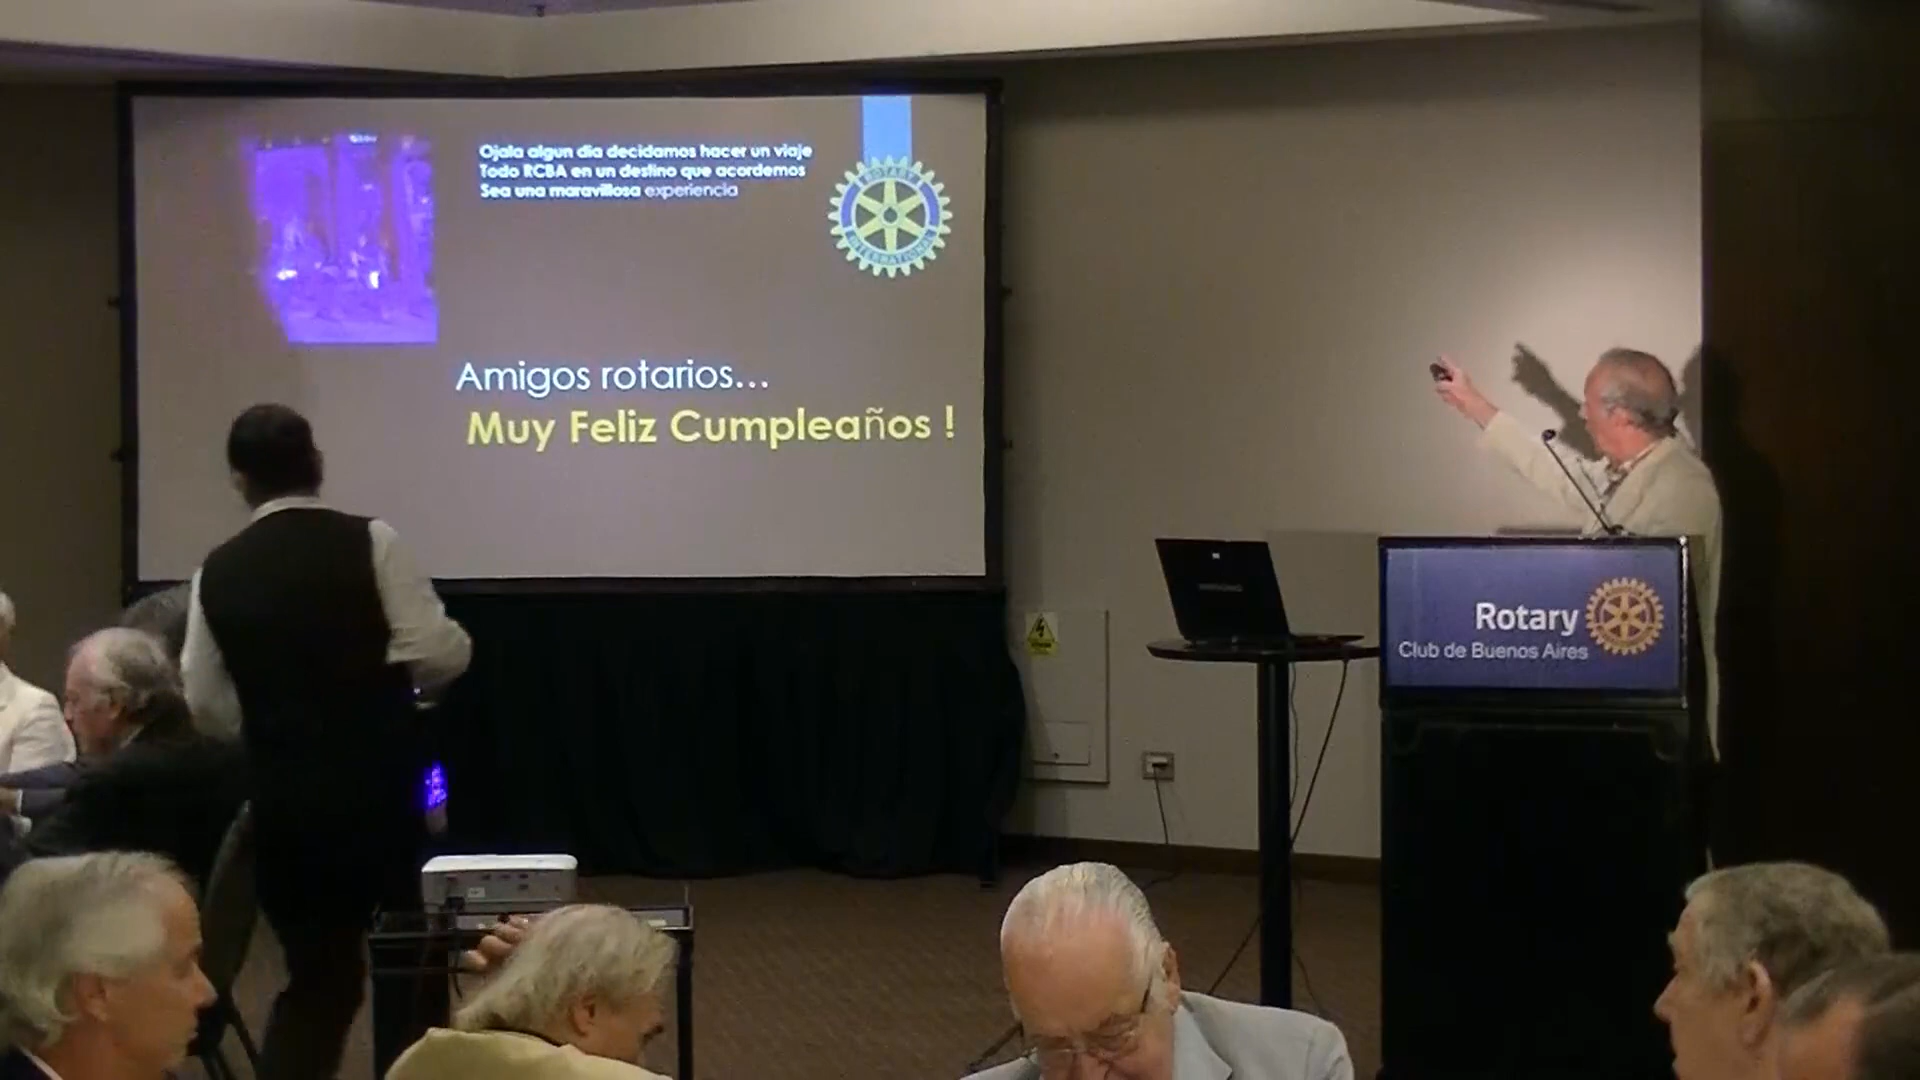 Ojala algun dia decidamos hacer un viaje
Todo RCBA en un destino que acordemos
Sea una maravillosa experiencia
ROTARY
INTERNATIONAL
Amigos rotarios...
Muy Feliz Cumpleaños !
Rotary
Club de Buenos Aires